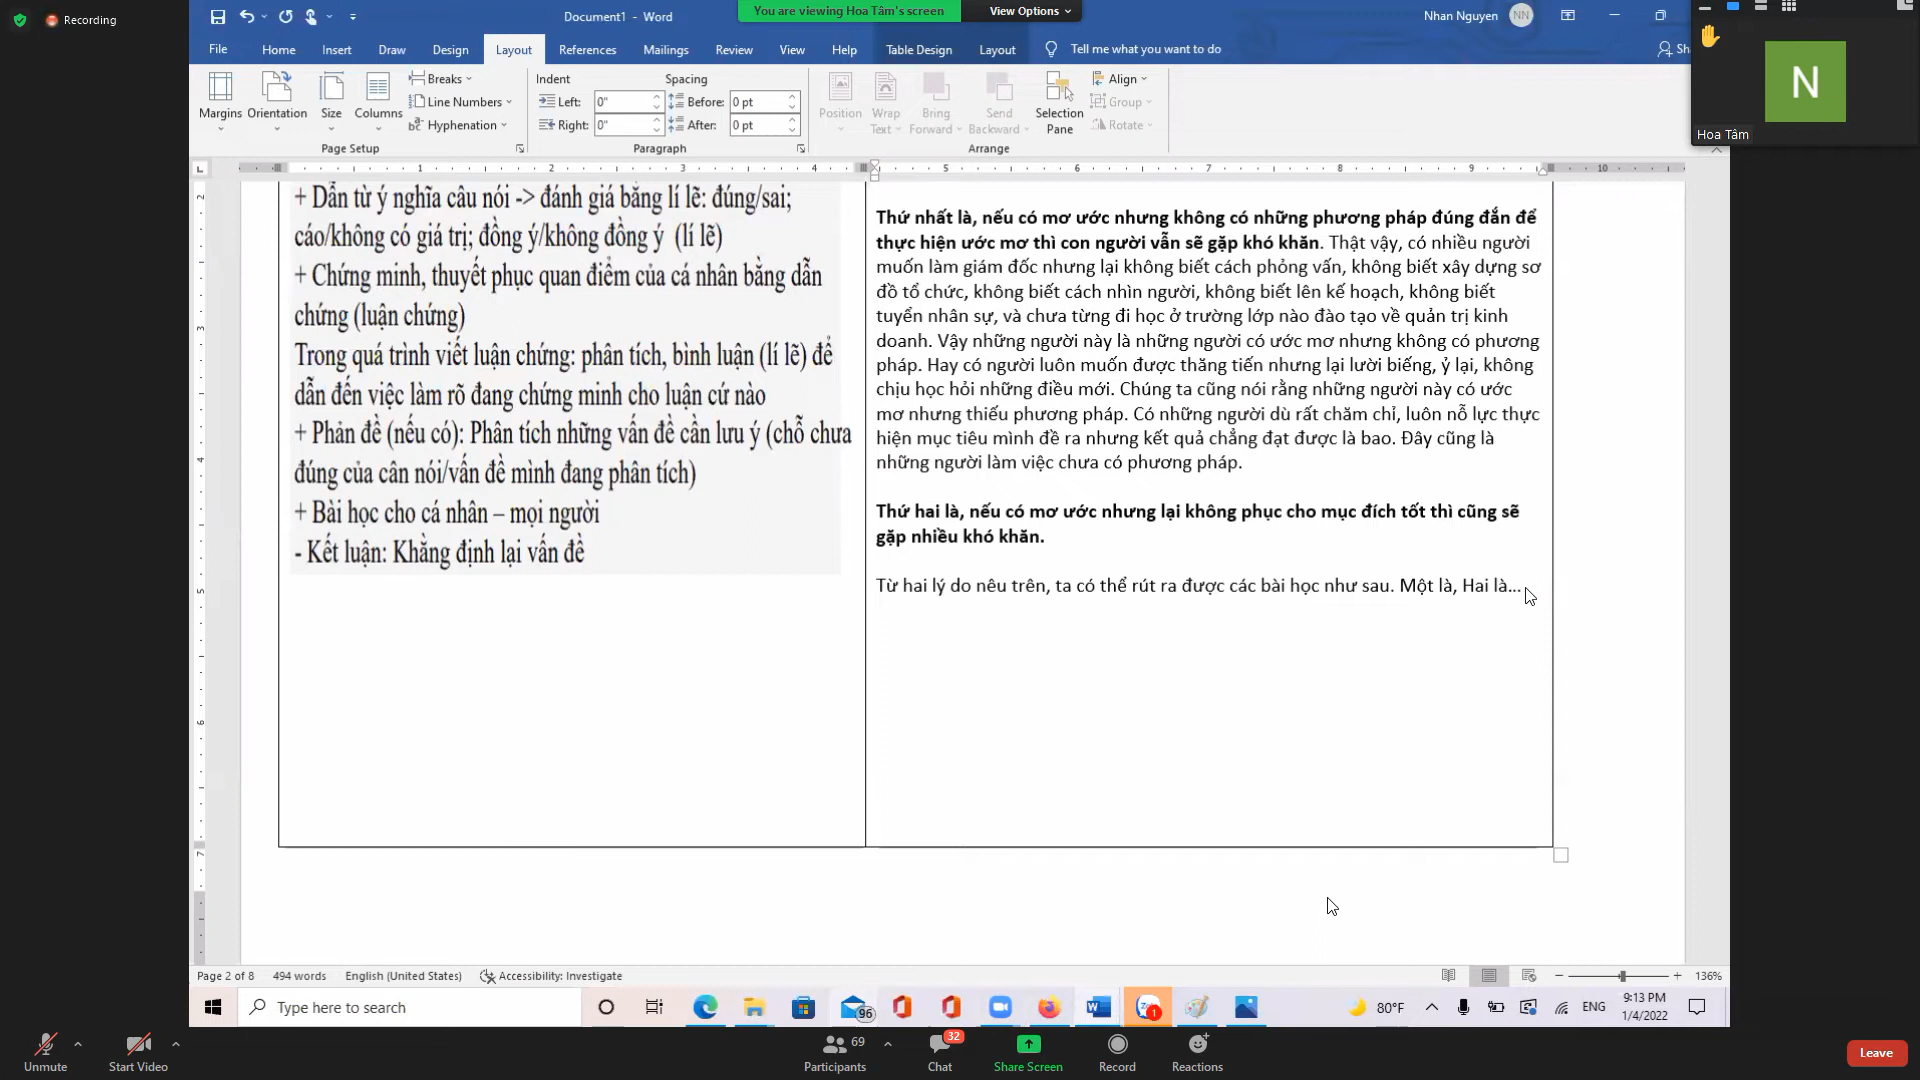 Recording
Document1 - Word
You are viewing Hoa Tâm's screen
View Options
Nhan Nguyen
NN
File
Home
Insert
Draw
Design
Layout
References
Mailings
Review
View
Help
Table Design
Layout
Tell me what you want to do
N
Hoa Tâm
Margins
Orientation
Size
Columns
Breaks
Line Numbers
Hyphenation
Page Setup
Indent
Left: 0"
Right: 0"
Spacing
Before: 0 pt
After: 0 pt
Paragraph
Position
Wrap Text
Bring Forward
Send Backward
Selection Pane
Align
Group
Rotate
Arrange
1 2 3 4 5 6 7 8 9 10
+ Dẫn từ ý nghĩa câu nói -> đánh giá bằng lí lẽ: đúng/sai;
cáo/không có giá trị; đồng ý/không đồng ý (lí lẽ)
+ Chứng minh, thuyết phục quan điểm của cá nhân bằng dẫn
chứng (luận chứng)
Trong quá trình viết luận chứng: phân tích, bình luận (lí lẽ) để
dẫn đến việc làm rõ đang chứng minh cho luận cứ nào
+ Phản đề (nếu có): Phân tích những vấn đề cần lưu ý (chỗ chưa
đúng của cân nói/vấn đề mình đang phân tích)
+ Bài học cho cá nhân – mọi người
- Kết luận: Khẳng định lại vấn đề
Thứ nhất là, nếu có mơ ước nhưng không có những phương pháp đúng đắn để
thực hiện ước mơ thì con người vẫn sẽ gặp khó khăn. Thật vậy, có nhiều người
muốn làm giám đốc nhưng lại không biết cách phỏng vấn, không biết xây dựng sơ
đồ tổ chức, không biết cách nhìn người, không biết lên kế hoạch, không biết
tuyển nhân sự, và chưa từng đi học ở trường lớp nào đào tạo về quản trị kinh
doanh. Vậy những người này là những người có ước mơ nhưng không có phương
pháp. Hay có người luôn muốn được thăng tiến nhưng lại lười biếng, ỷ lại, không
chịu học hỏi những điều mới. Chúng ta cũng nói rằng những người này có ước
mơ nhưng thiếu phương pháp. Có những người dù rất chăm chỉ, luôn nỗ lực thực
hiện mục tiêu mình đề ra nhưng kết quả chẳng đạt được là bao. Đây cũng là
những người làm việc chưa có phương pháp.
Thứ hai là, nếu có mơ ước nhưng lại không phục cho mục đích tốt thì cũng sẽ
gặp nhiều khó khăn.
Từ hai lý do nêu trên, ta có thể rút ra được các bài học như sau. Một là, Hai là...
Page 2 of 8
494 words
English (United States)
Accessibility: Investigate
136%
Type here to search
96
1
80°F
ENG
9:13 PM
1/4/2022
Unmute
Start Video
69
Participants
32
Chat
Share Screen
Record
Reactions
Leave